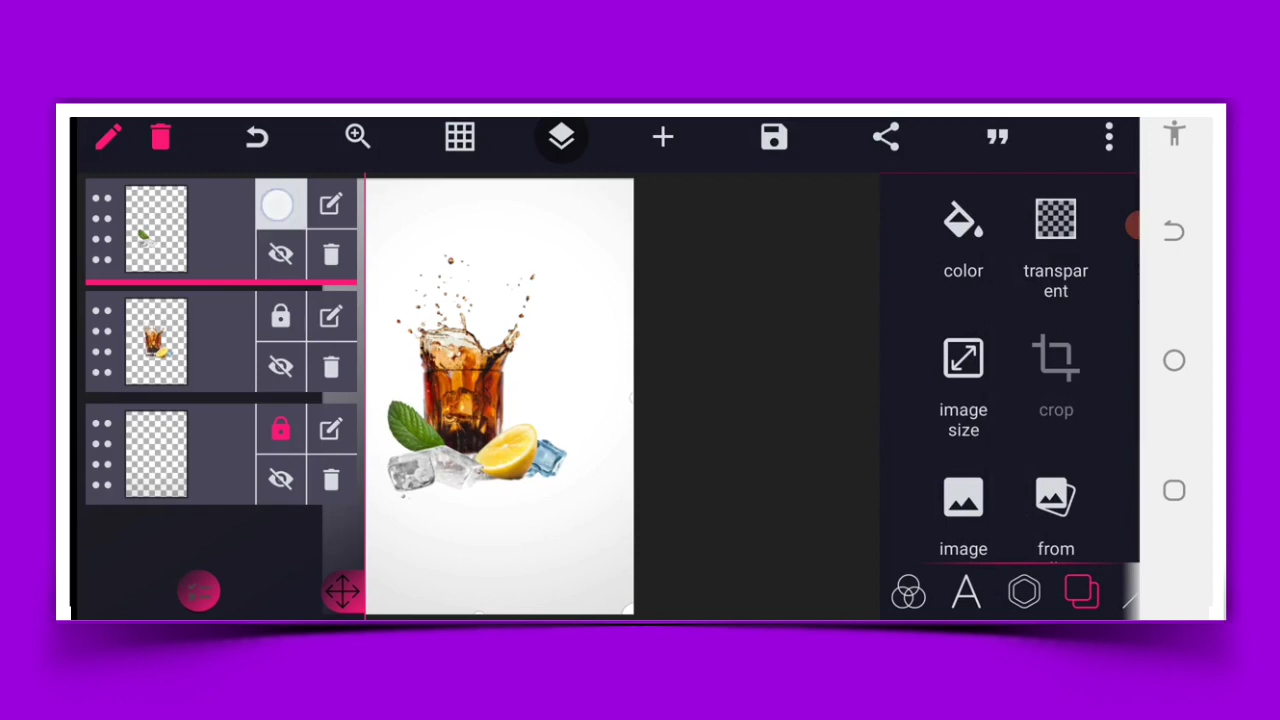 color
transpar
ent
image
size
crop
image
from